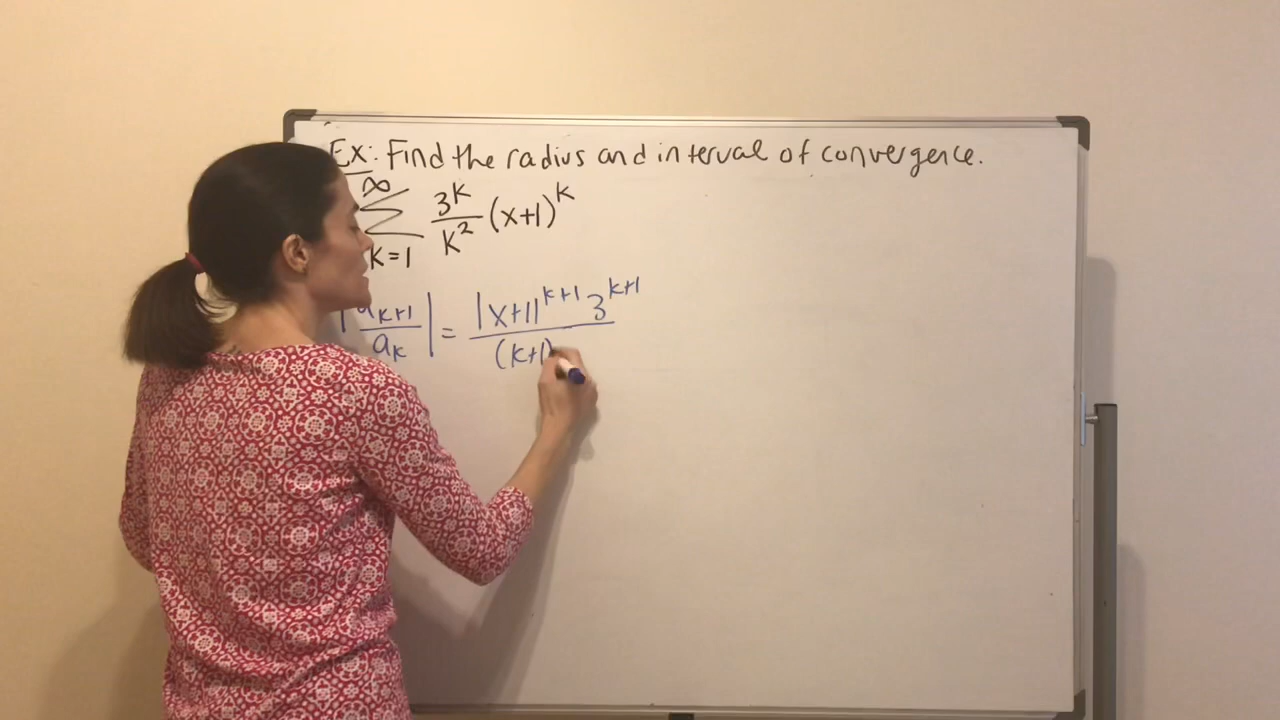 Ex: Find the radius and interval of convergence.
∞
Σ 3^k/k^2 (x+1)^k
k=1
|a_{k+1}/a_k| = |x+1|^{k+1} 3^{k+1}/(k+1)